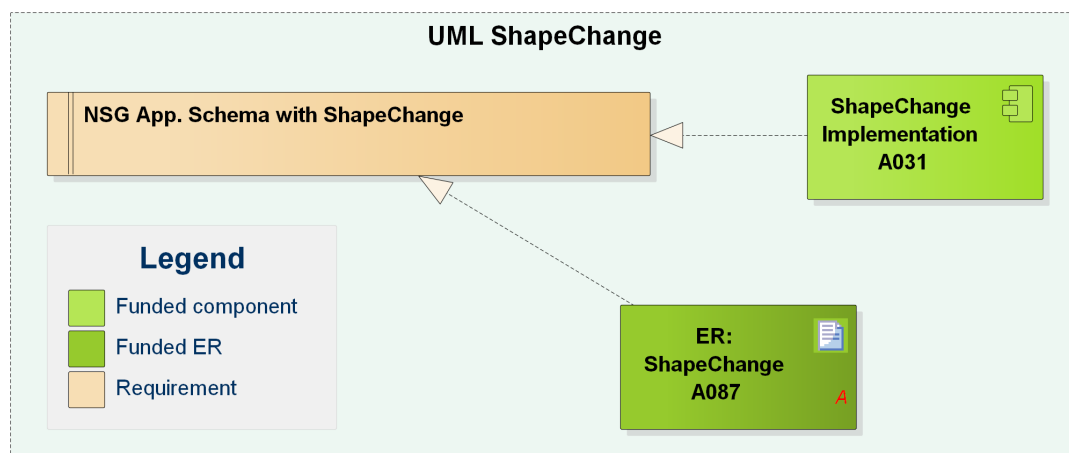 UML ShapeChange
NSG App. Schema with ShapeChange
ShapeChange
Implementation
A031
Legend
Funded component
Funded ER
Requirement
ER:
ShapeChange
A087
A